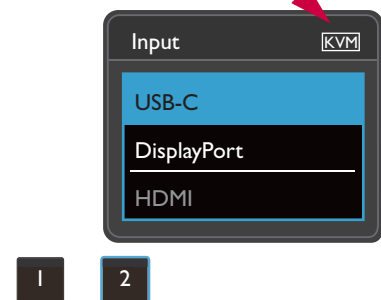 Input KVM
USB-C
DisplayPort
HDMI
1 2